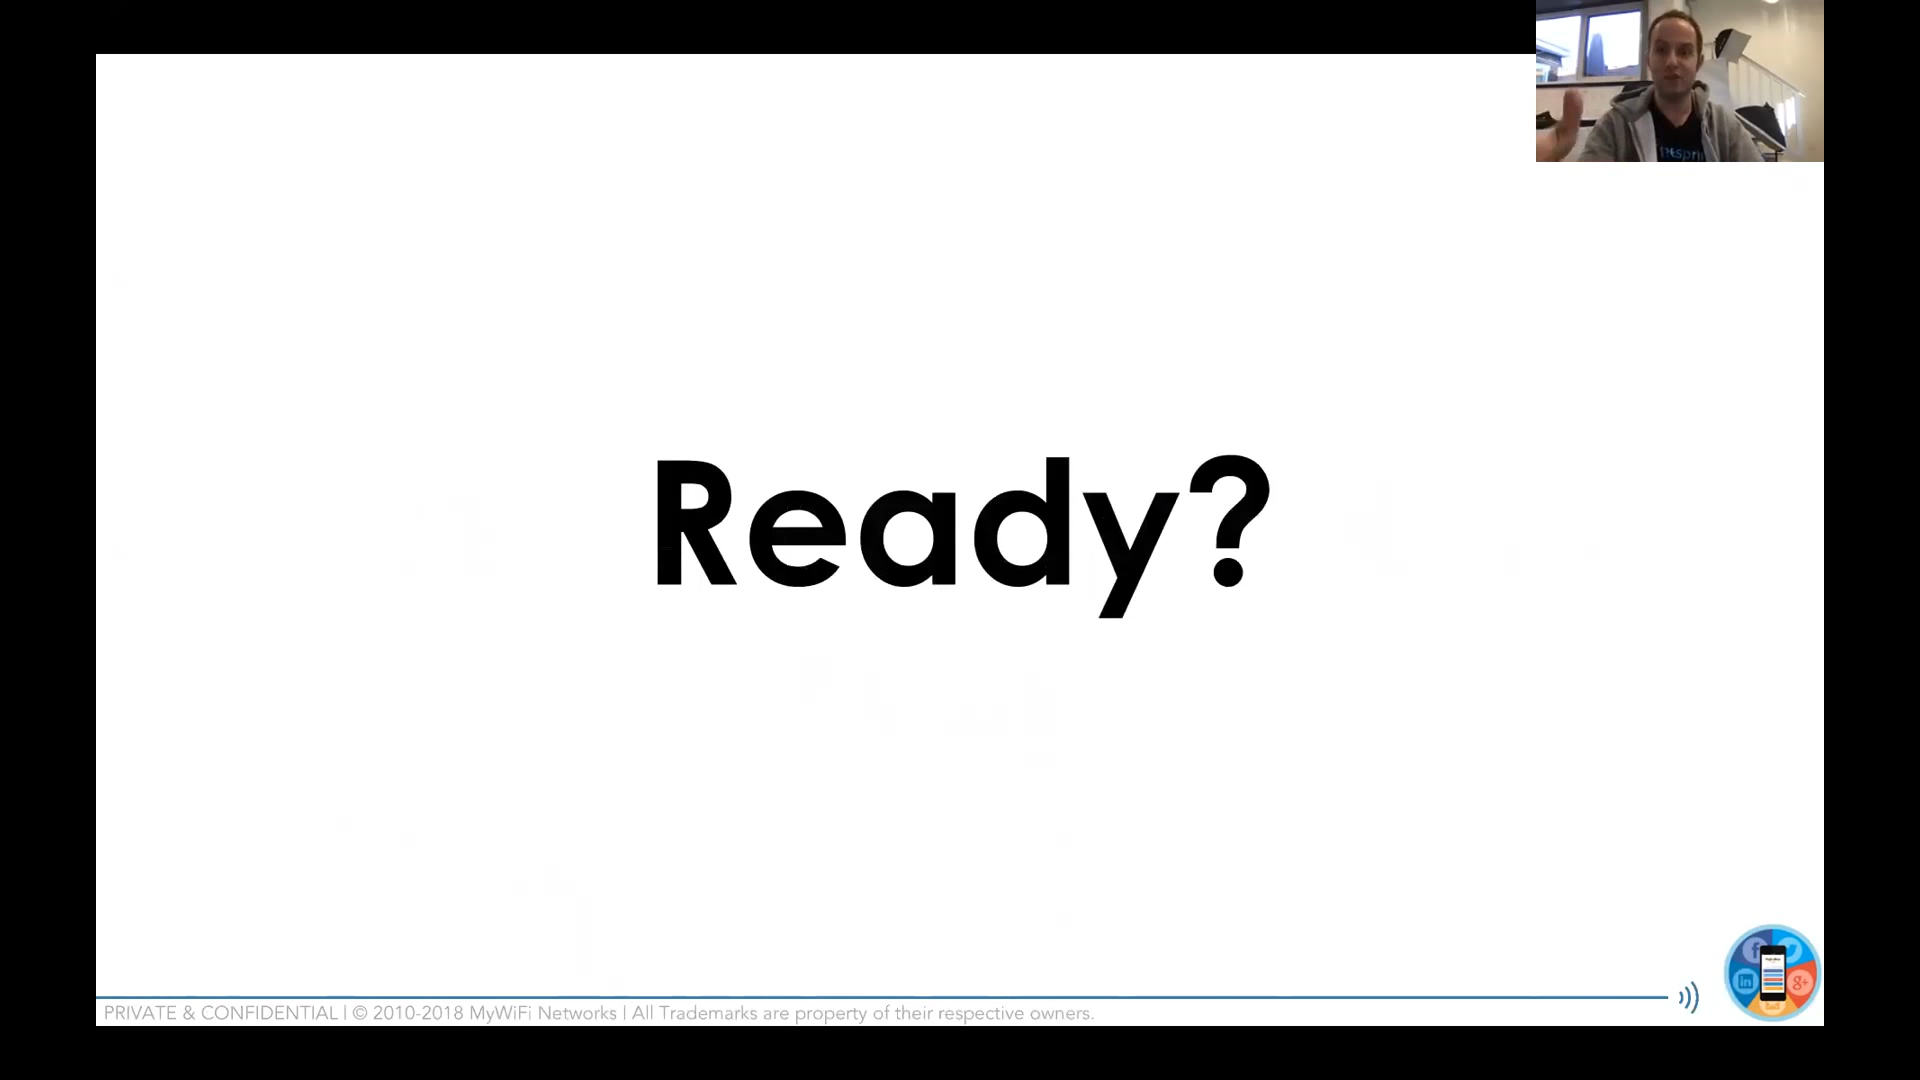 Ready?
PRIVATE & CONFIDENTIAL | © 2010-2018 MyWiFi Networks | All Trademarks are property of their respective owners.